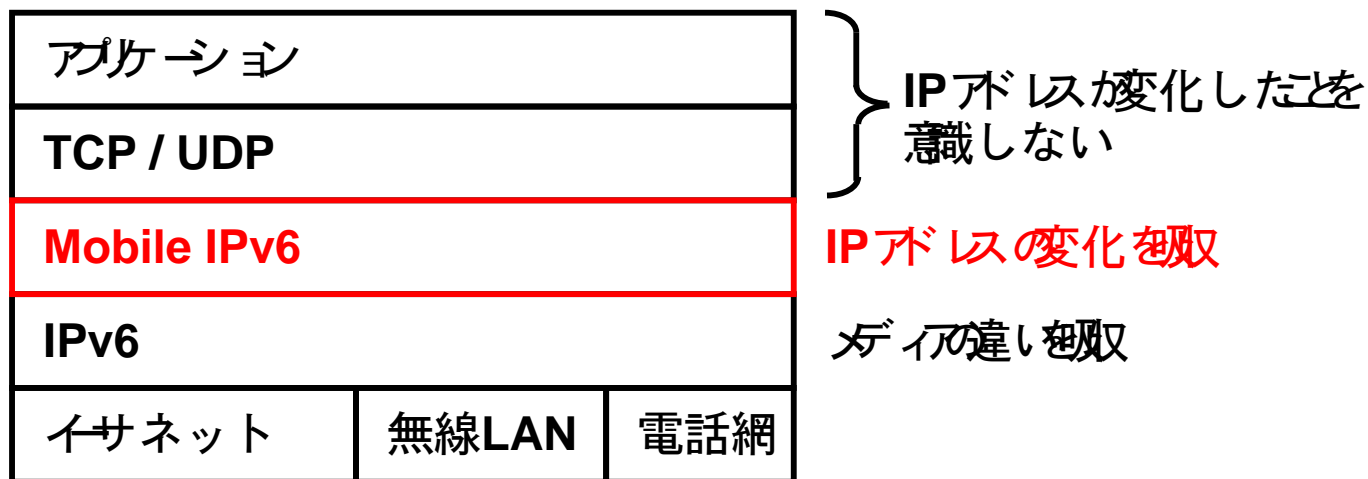 アプリケーション
IPアドレスが変化したことを
意識しない
TCP / UDP
Mobile IPv6
IPアドレスの変化を吸収
IPv6
メディアの違いを吸収
イーサネット
無線LAN
電話網